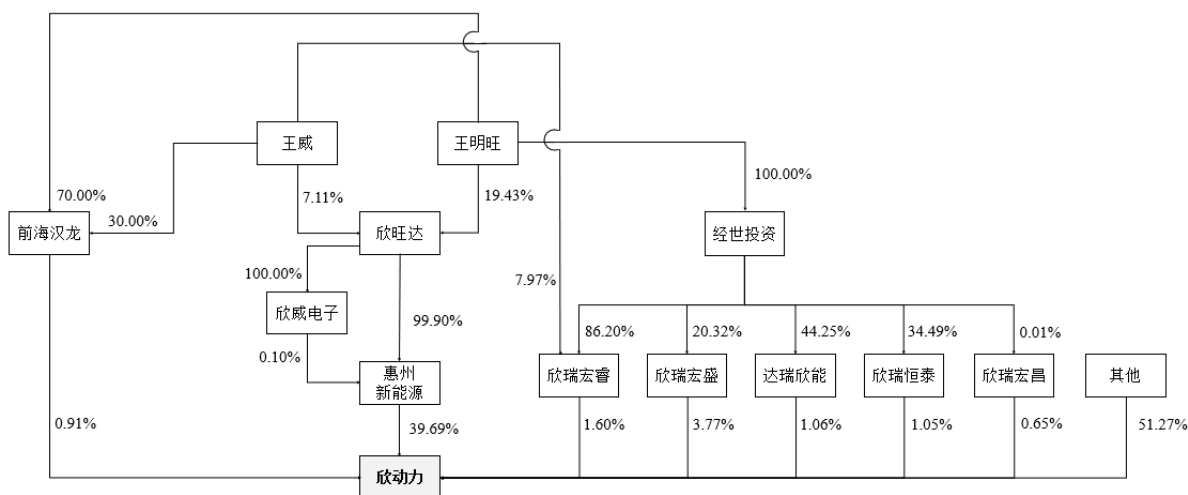 王威
王明旺
70.00%
30.00%
7.11%
19.43%
100.00%
前海汉龙
欣旺达
经世投资
100.00%
7.97%
欣威电子
99.90%
86.20%
20.32%
44.25%
34.49%
0.01%
0.10%
惠州
新能源
欣瑞宏睿
欣瑞宏盛
达瑞欣能
欣瑞恒泰
欣瑞宏昌
其他
0.91%
39.69%
1.60%
3.77%
1.06%
1.05%
0.65%
51.27%
欣动力